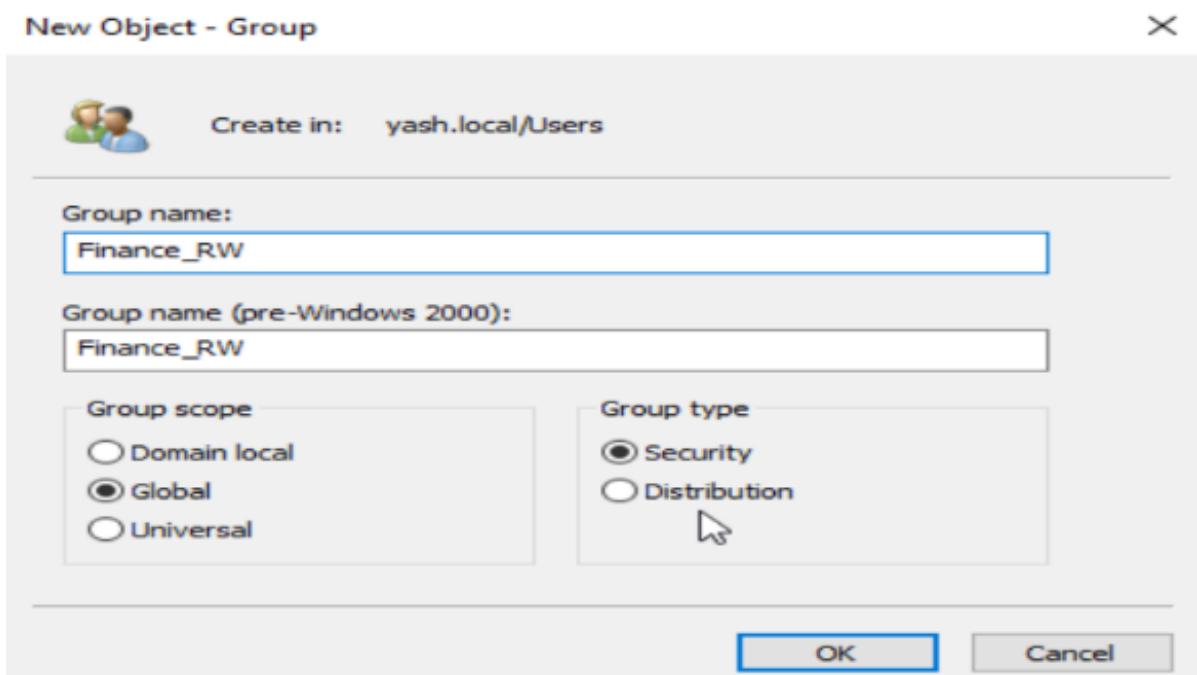 New Object - Group
Create in: yash.local/Users
Group name:
Finance_RW
Group name (pre-Windows 2000):
Finance_RW
Group scope
Domain local
Global
Universal
Group type
Security
Distribution
OK Cancel